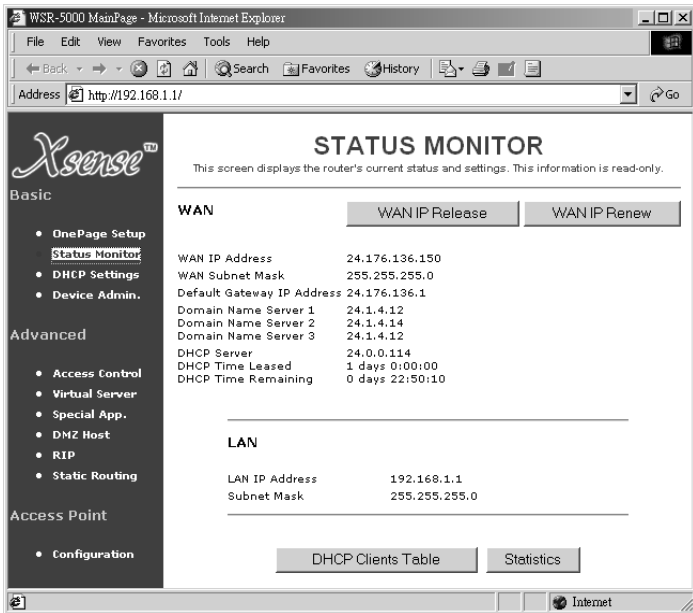 WSR-5000 MainPage - Microsoft Internet Explorer
File Edit View Favorites Tools Help
Back Search Favorites History
Address http://192.168.1.1/ Go
Xsense™
Basic
OnePage Setup
Status Monitor
DHCP Settings
Device Admin.
Advanced
Access Control
Virtual Server
Special App.
DMZ Host
RIP
Static Routing
Access Point
Configuration
STATUS MONITOR
This screen displays the router's current status and settings. This information is read-only.
WAN WAN IP Release WAN IP Renew
WAN IP Address 24.176.136.150
WAN Subnet Mask 255.255.255.0
Default Gateway IP Address 24.176.136.1
Domain Name Server 1 24.1.4.12
Domain Name Server 2 24.1.4.14
Domain Name Server 3 24.1.4.12
DHCP Server 24.0.0.114
DHCP Time Leased 1 days 0:00:00
DHCP Time Remaining 0 days 22:50:10
LAN
LAN IP Address 192.168.1.1
Subnet Mask 255.255.255.0
DHCP Clients Table Statistics
Internet